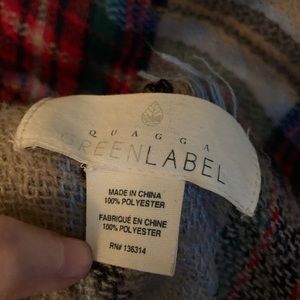 QUAGGA
GREENLABEL
MADE IN CHINA
100% POLYESTER
FABRIQUÉ EN CHINE
100% POLYESTER
RN# 136314